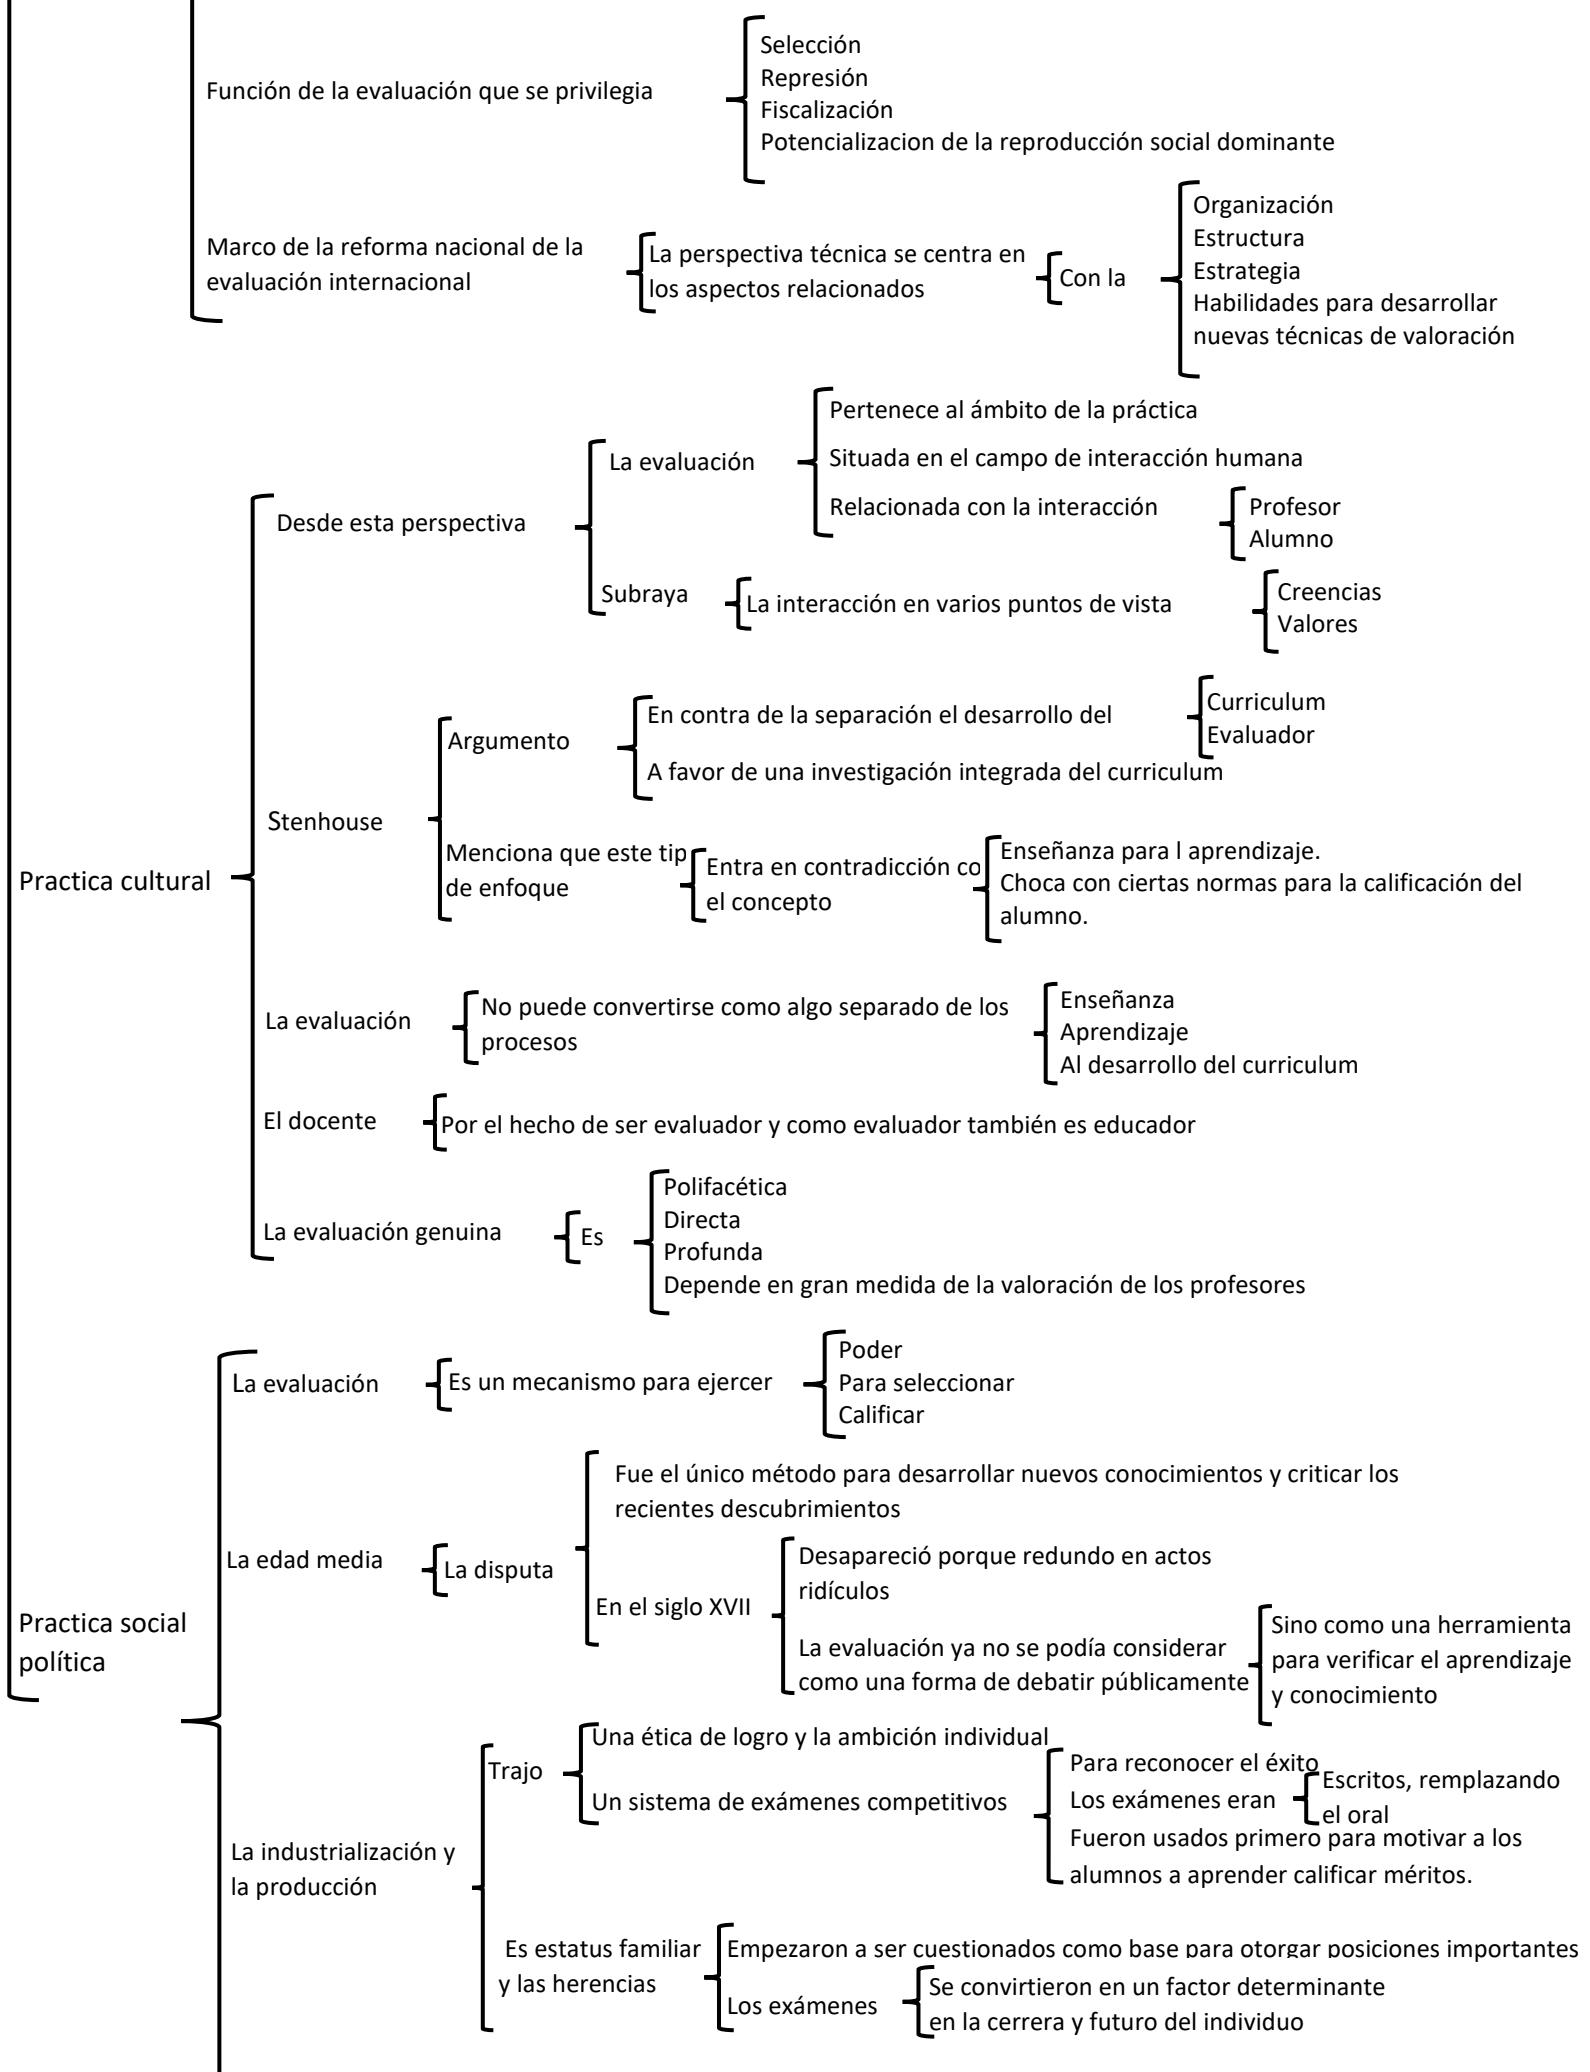 Función de la evaluación que se privilegia
Selección
Represión
Fiscalización
Potencializacion de la reproducción social dominante
Marco de la reforma nacional de la
evaluación internacional
La perspectiva técnica se centra en
los aspectos relacionados
Con la
Organización
Estructura
Estrategia
Habilidades para desarrollar
nuevas técnicas de valoración
Practica cultural
Desde esta perspectiva
La evaluación
Pertenece al ámbito de la práctica
Situada en el campo de interacción humana
Relacionada con la interacción
Profesor
Alumno
Subraya
La interacción en varios puntos de vista
Creencias
Valores
Stenhouse
Argumento
En contra de la separación el desarrollo del
Curriculum
Evaluador
A favor de una investigación integrada del curriculum
Menciona que este tip
de enfoque
Entra en contradicción co
el concepto
Enseñanza para l aprendizaje.
Choca con ciertas normas para la calificación del
alumno.
La evaluación
No puede convertirse como algo separado de los
procesos
Enseñanza
Aprendizaje
Al desarrollo del curriculum
El docente
Por el hecho de ser evaluador y como evaluador también es educador
La evaluación genuina
Es
Polifacética
Directa
Profunda
Depende en gran medida de la valoración de los profesores
Practica social
política
La evaluación
Es un mecanismo para ejercer
Poder
Para seleccionar
Calificar
La edad media
La disputa
Fue el único método para desarrollar nuevos conocimientos y criticar los
recientes descubrimientos
En el siglo XVII
Desapareció porque redundo en actos
ridículos
La evaluación ya no se podía considerar
como una forma de debatir públicamente
Sino como una herramienta
para verificar el aprendizaje
y conocimiento
La industrialización y
la producción
Trajo
Una ética de logro y la ambición individual
Un sistema de exámenes competitivos
Para reconocer el éxito
Los exámenes eran
Escritos, remplazando
el oral
Fueron usados primero para motivar a los
alumnos a aprender calificar méritos.
Es estatus familiar
y las herencias
Empezaron a ser cuestionados como base para otorgar posiciones importantes
Los exámenes
Se convirtieron en un factor determinante
en la cerrera y futuro del individuo